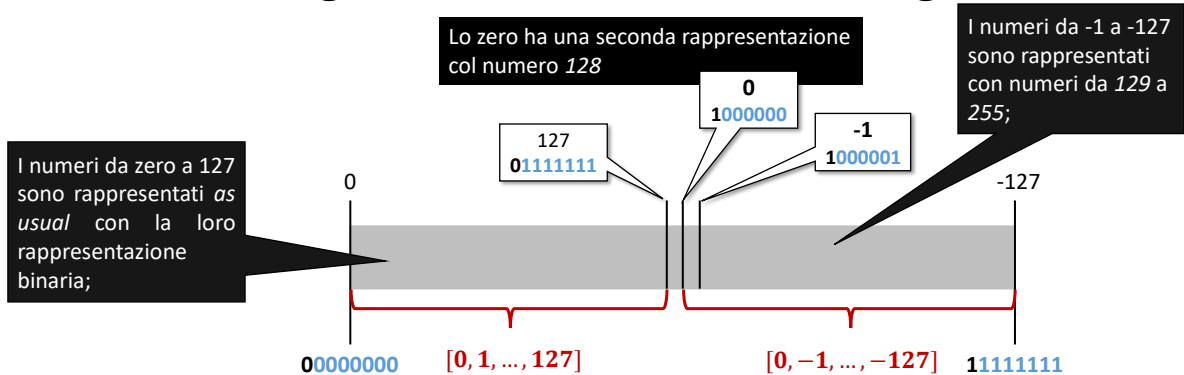 Lo zero ha una seconda rappresentazione
col numero 128
I numeri da -1 a -127
sono rappresentati
con numeri da 129 a
255;
0
1000000
127
01111111
-1
1000001
I numeri da zero a 127
sono rappresentati as
usual con la loro
rappresentazione
binaria;
0
-127
00000000
[0, 1, …, 127]
[0, −1, …, −127]
11111111